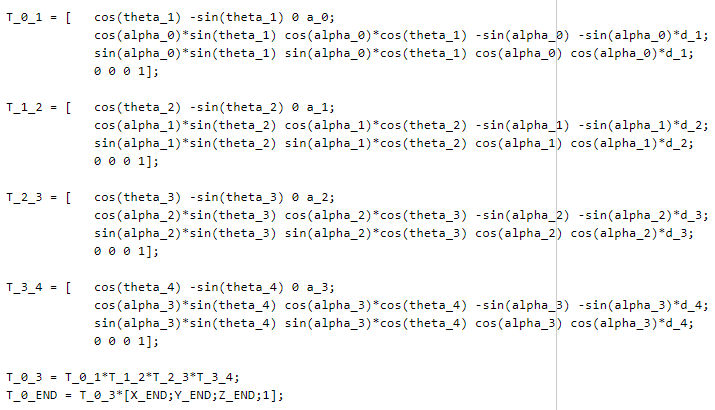 T_0_1 = [   cos(theta_1) -sin(theta_1) 0 a_0;
            cos(alpha_0)*sin(theta_1) cos(alpha_0)*cos(theta_1) -sin(alpha_0) -sin(alpha_0)*d_1;
            sin(alpha_0)*sin(theta_1) sin(alpha_0)*cos(theta_1) cos(alpha_0) cos(alpha_0)*d_1;
            0 0 0 1];

T_1_2 = [   cos(theta_2) -sin(theta_2) 0 a_1;
            cos(alpha_1)*sin(theta_2) cos(alpha_1)*cos(theta_2) -sin(alpha_1) -sin(alpha_1)*d_2;
            sin(alpha_1)*sin(theta_2) sin(alpha_1)*cos(theta_2) cos(alpha_1) cos(alpha_1)*d_2;
            0 0 0 1];

T_2_3 = [   cos(theta_3) -sin(theta_3) 0 a_2;
            cos(alpha_2)*sin(theta_3) cos(alpha_2)*cos(theta_3) -sin(alpha_2) -sin(alpha_2)*d_3;
            sin(alpha_2)*sin(theta_3) sin(alpha_2)*cos(theta_3) cos(alpha_2) cos(alpha_2)*d_3;
            0 0 0 1];

T_3_4 = [   cos(theta_4) -sin(theta_4) 0 a_3;
            cos(alpha_3)*sin(theta_4) cos(alpha_3)*cos(theta_4) -sin(alpha_3) -sin(alpha_3)*d_4;
            sin(alpha_3)*sin(theta_4) sin(alpha_3)*cos(theta_4) cos(alpha_3) cos(alpha_3)*d_4;
            0 0 0 1];

T_0_3 = T_0_1*T_1_2*T_2_3*T_3_4;
T_0_END = T_0_3*[X_END;Y_END;Z_END;1];